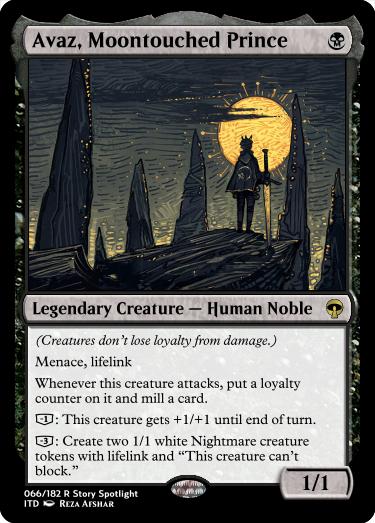 Avaz, Moontouched Prince
Legendary Creature — Human Noble
(Creatures don't lose loyalty from damage.)
Menace, lifelink
Whenever this creature attacks, put a loyalty
counter on it and mill a card.
-1: This creature gets +1/+1 until end of turn.
-3: Create two 1/1 white Nightmare creature
tokens with lifelink and “This creature can't
block.”
1/1
066/182 R Story Spotlight
ITD Reza Afshar